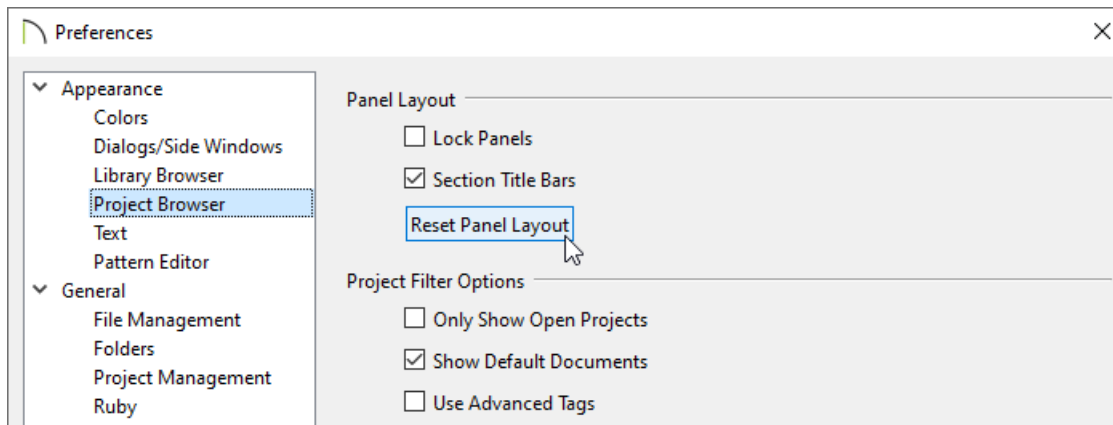 Preferences
Appearance
Colors
Dialogs/Side Windows
Library Browser
Project Browser
Text
Pattern Editor
General
File Management
Folders
Project Management
Ruby
Panel Layout
Lock Panels
Section Title Bars
Reset Panel Layout
Project Filter Options
Only Show Open Projects
Show Default Documents
Use Advanced Tags